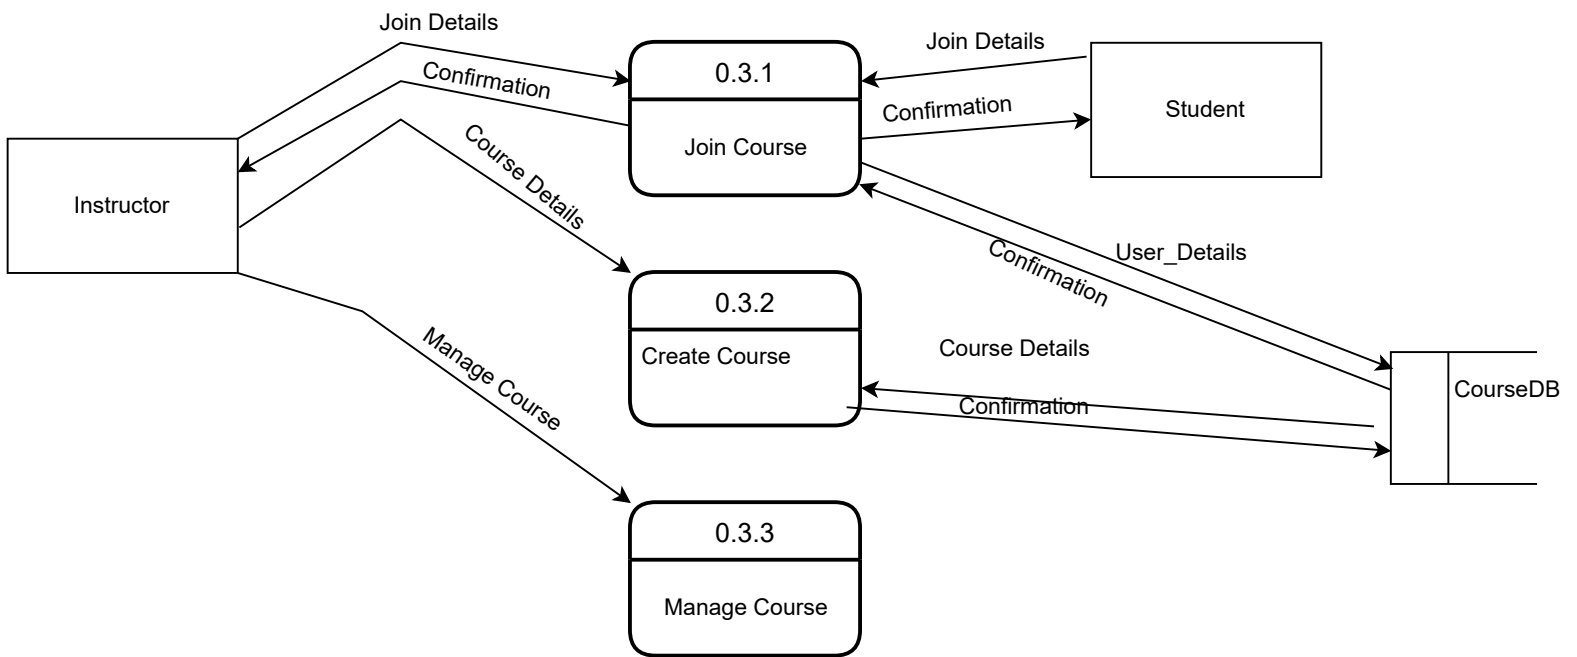 Join Details
Confirmation
Course Details
Instructor
Manage Course
0.3.1
Join Course
Join Details
Confirmation
Student
User_Details
Confirmation
0.3.2
Create Course
Course Details
Confirmation
CourseDB
0.3.3
Manage Course